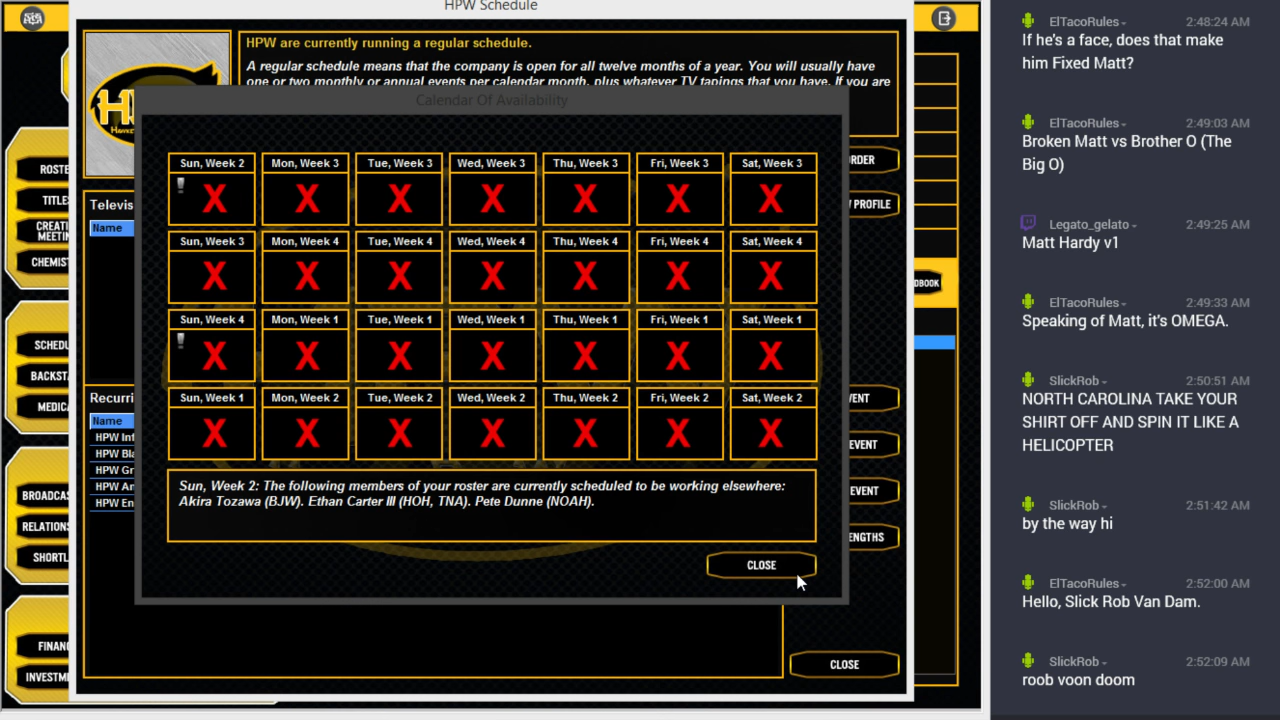 HPW Schedule
HPW are currently running a regular schedule.
A regular schedule means that the company is open for all twelve months of a year. You will usually have
one or two monthly or annual events per calendar month, plus whatever TV tapings that you have. If you are
Calendar Of Availability
Sun, Week 2 Mon, Week 3 Tue, Week 3 Wed, Week 3 Thu, Week 3 Fri, Week 3 Sat, Week 3
X X X X X X X
Sun, Week 3 Mon, Week 4 Tue, Week 4 Wed, Week 4 Thu, Week 4 Fri, Week 4 Sat, Week 4
X X X X X X X
Sun, Week 4 Mon, Week 1 Tue, Week 1 Wed, Week 1 Thu, Week 1 Fri, Week 1 Sat, Week 1
X X X X X X X
Sun, Week 1 Mon, Week 2 Tue, Week 2 Wed, Week 2 Thu, Week 2 Fri, Week 2 Sat, Week 2
X X X X X X X
Sun, Week 2: The following members of your roster are currently scheduled to be working elsewhere:
Akira Tozawa (BJW). Ethan Carter III (HOH, TNA). Pete Dunne (NOAH).
CLOSE
CLOSE
ROSTE
TITLE
CREATI
MEETIN
CHEMIST
SCHEDU
BACKSTA
MEDICA
BROADCAS
RELATIONS
SHORTL
FINANC
INVESTME
Televis
Name
Recurri
Name
HPW Inf
HPW Bla
HPW Gr
HPW An
HPW En
ORDER
PROFILE
DBOOK
EVENT
EVENT
ENGTHS
ElTacoRules 2:48:24 AM
If he's a face, does that make
him Fixed Matt?
ElTacoRules 2:49:03 AM
Broken Matt vs Brother O (The
Big O)
Legato_gelato 2:49:25 AM
Matt Hardy v1
ElTacoRules 2:49:33 AM
Speaking of Matt, it's OMEGA.
SlickRob 2:50:51 AM
NORTH CAROLINA TAKE YOUR
SHIRT OFF AND SPIN IT LIKE A
HELICOPTER
SlickRob 2:51:42 AM
by the way hi
ElTacoRules 2:52:00 AM
Hello, Slick Rob Van Dam.
SlickRob 2:52:09 AM
roob voon doom